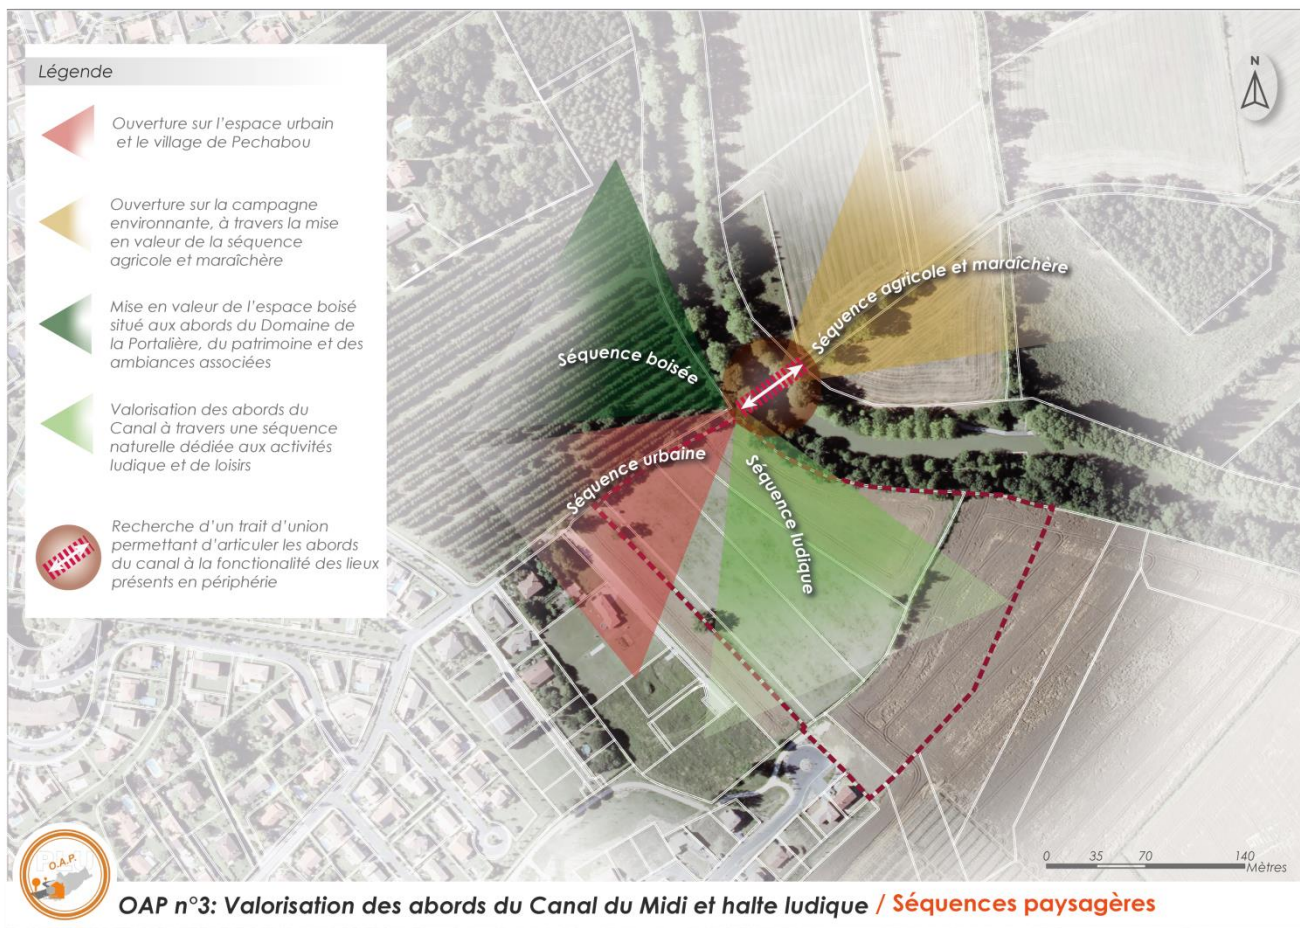 Légende
Ouverture sur l'espace urbain
et le village de Pechabou
Ouverture sur la campagne
environnante, à travers la mise
en valeur de la séquence
agricole et maraîchère
Mise en valeur de l'espace boisé
situé aux abords du Domaine de
la Portalière, du patrimoine et des
ambiances associées
Valorisation des abords du
Canal à travers une séquence
naturelle dédiée aux activités
ludique et de loisirs
Recherche d'un trait d'union
permettant d'articuler les abords
du canal à la fonctionalité des lieux
présents en périphérie
N
Séquence agricole et maraîchère
Séquence boisée
Séquence urbaine
Séquence ludique
0 35 70 140
Mètres
O.A.P.
OAP n°3: Valorisation des abords du Canal du Midi et halte ludique / Séquences paysagères